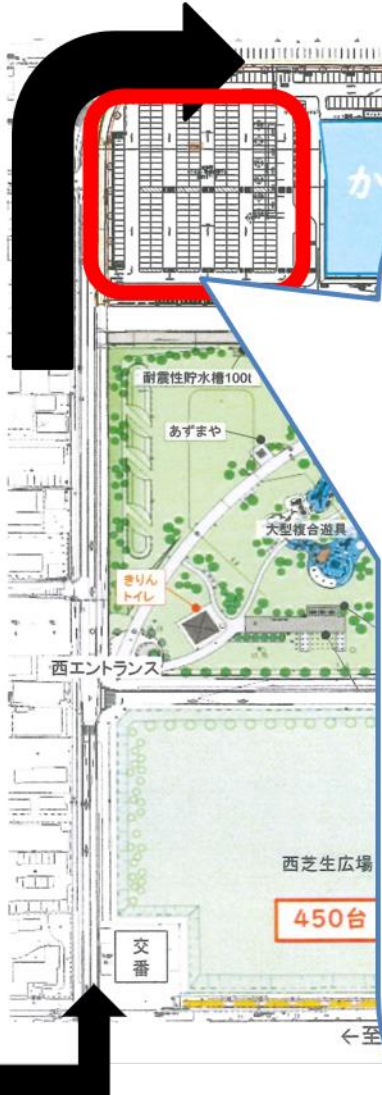 か
耐震性貯水槽100t
あずまや
大型複合遊具
きりん
トイレ
西エントランス
西芝生広場
450台
交
番
←至